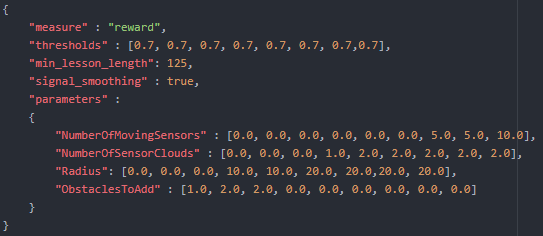 {
"measure" : "reward",
"thresholds" : [0.7, 0.7, 0.7, 0.7, 0.7, 0.7, 0.7,0.7],
"min_lesson_length": 125,
"signal_smoothing" : true,
"parameters" :
{
"NumberOfMovingSensors" : [0.0, 0.0, 0.0, 0.0, 0.0, 0.0, 5.0, 5.0, 10.0],
"NumberOfSensorClouds" : [0.0, 0.0, 0.0, 1.0, 2.0, 2.0, 2.0, 2.0, 2.0],
"Radius": [0.0, 0.0, 0.0, 10.0, 10.0, 20.0, 20.0,20.0, 20.0],
"ObstaclesToAdd" : [1.0, 2.0, 2.0, 0.0, 0.0, 0.0, 0.0, 0.0, 0.0]
}
}